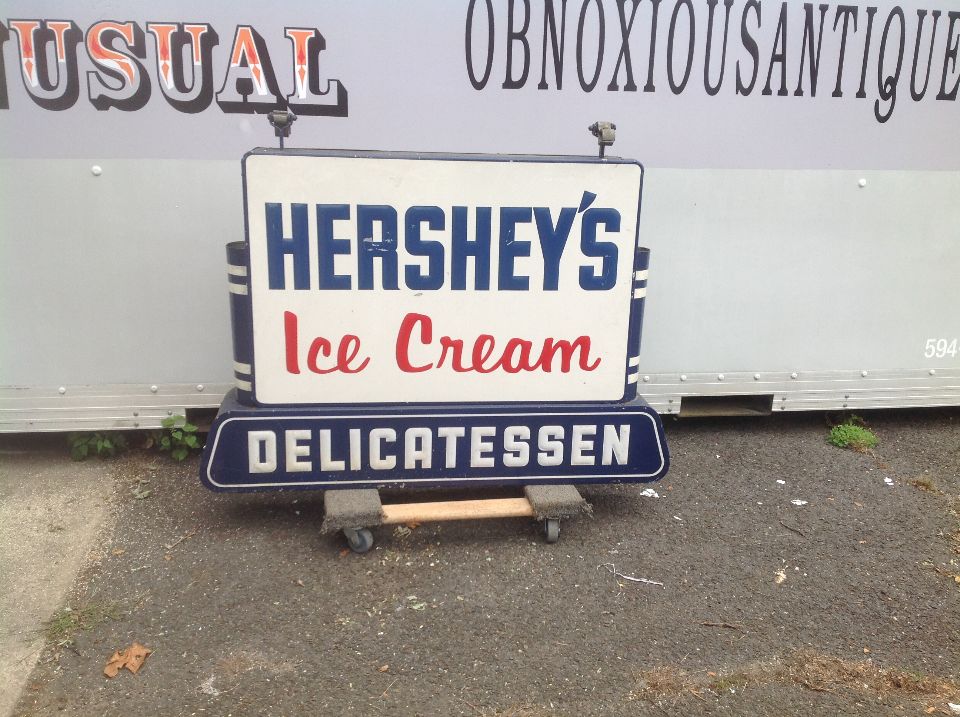 USUAL
OBNOXIOUSANTIQUE
HERSHEY'S
Ice Cream
DELICATESSEN
594